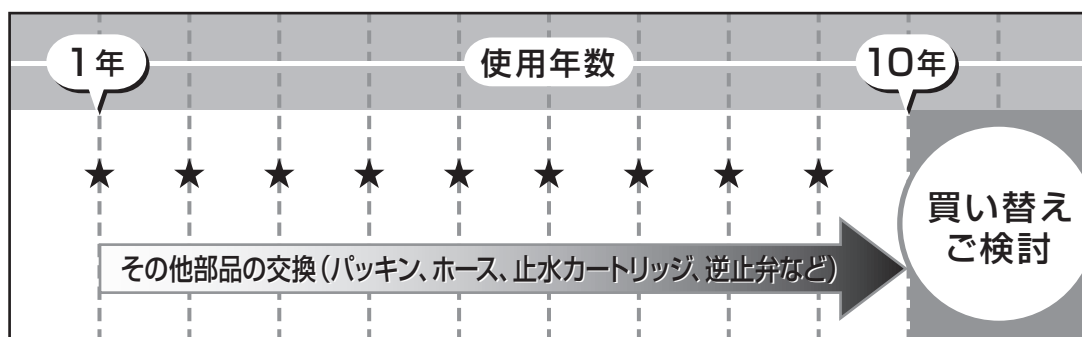 1年
使用年数
10年
★ ★ ★ ★ ★ ★ ★ ★ ★
その他部品の交換(パッキン、ホース、止水カートリッジ、逆止弁など)
買い替え
ご検討